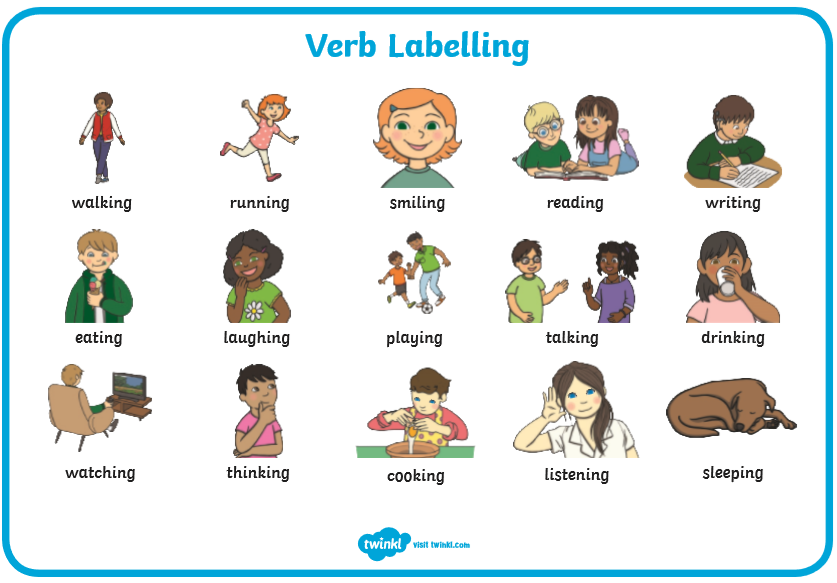 Verb Labelling
walking running smiling reading writing
eating laughing playing talking drinking
watching thinking cooking listening sleeping
twinkl visit twinkl.com